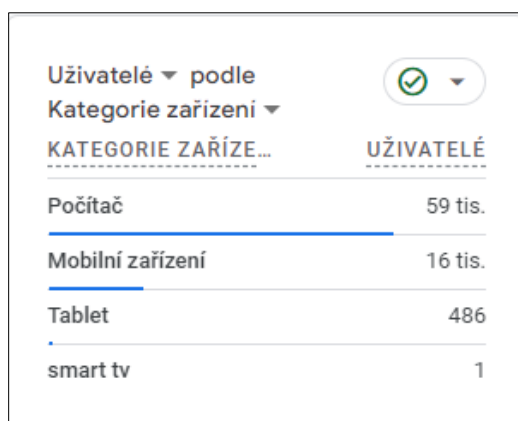 Uživatelé podle
Kategorie zařízení
KATEGORIE ZAŘÍZE… UŽIVATELÉ
Počítač 59 tis.
Mobilní zařízení 16 tis.
Tablet 486
smart tv 1